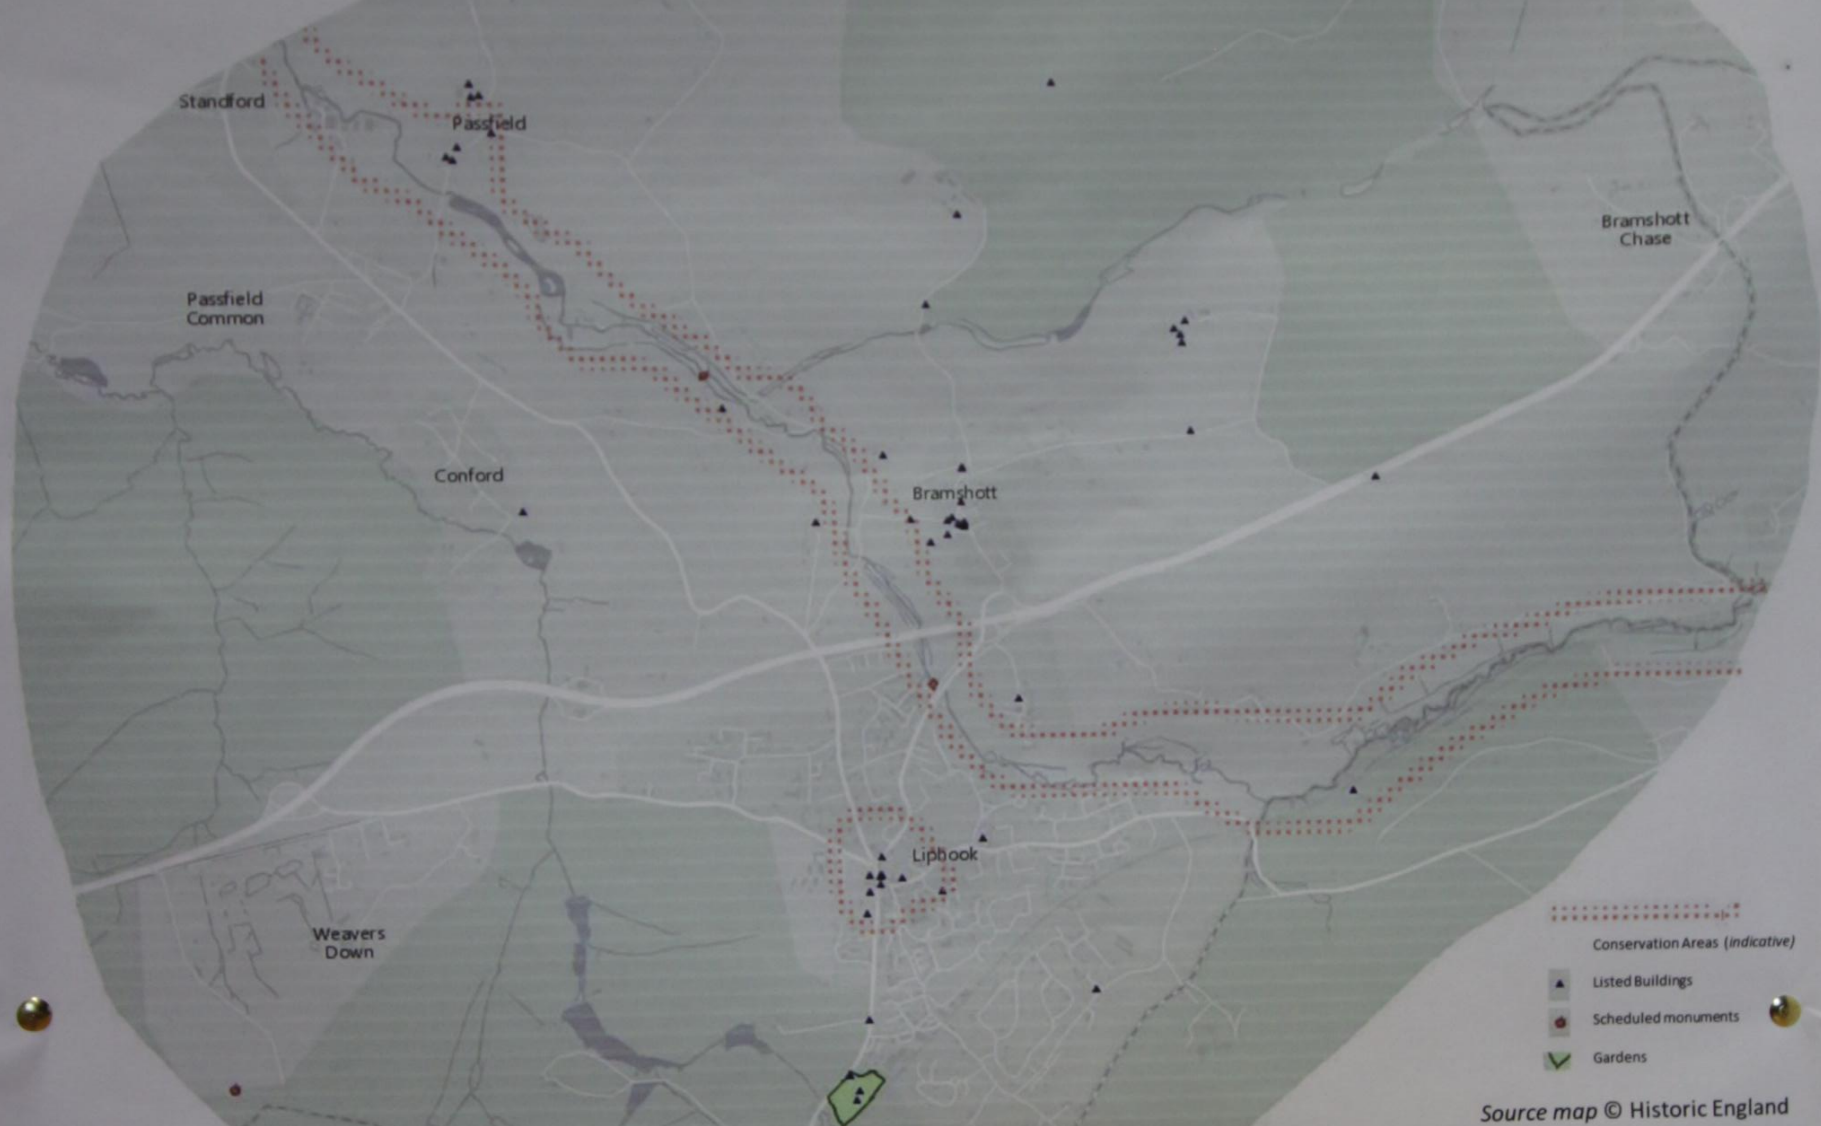 Standford
Passfield
Bramshott
Chase
Passfield
Common
Conford
Bramshott
Liphook
Weavers
Down
Conservation Areas (indicative)
Listed Buildings
Scheduled monuments
Gardens
Source map © Historic England